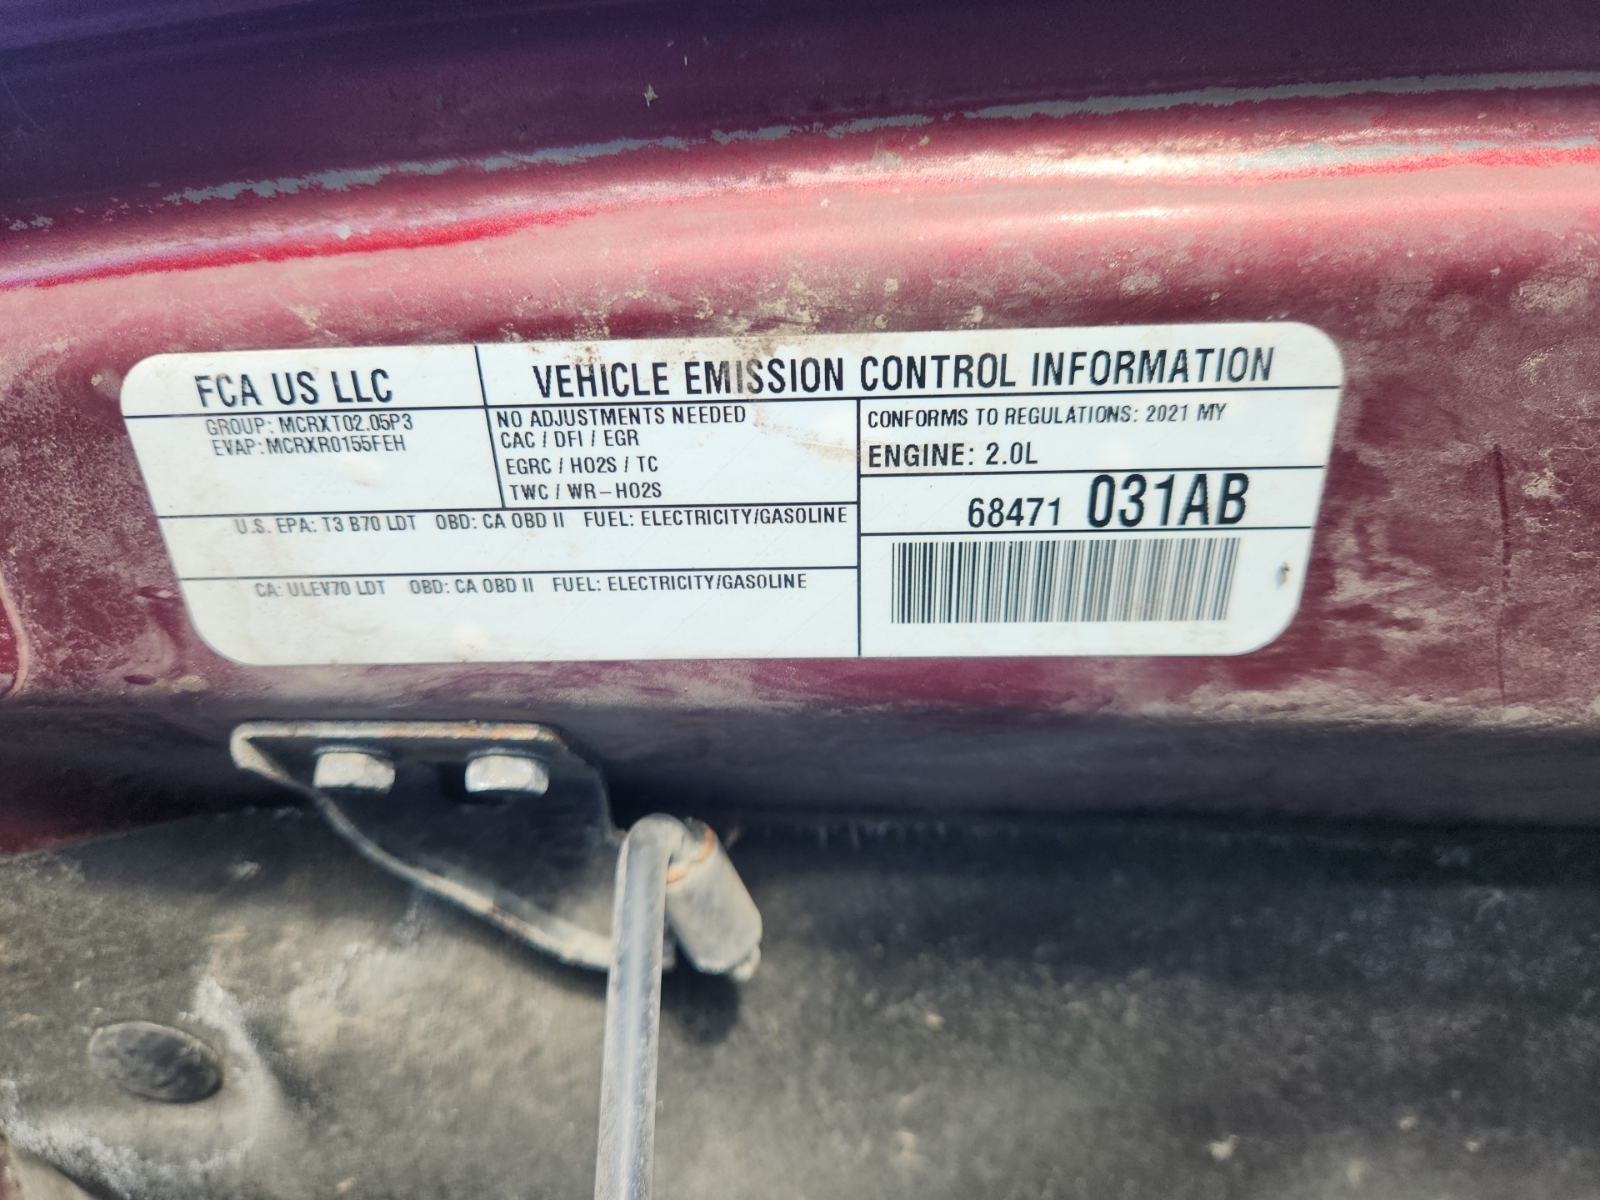 FCA US LLC
VEHICLE EMISSION CONTROL INFORMATION
GROUP: MCRXT02.05P3
EVAP: MCRXR0155FEH
NO ADJUSTMENTS NEEDED
CAC / DFI / EGR
EGRC / HO2S / TC
TWC / WR-HO2S
CONFORMS TO REGULATIONS: 2021 MY
ENGINE: 2.0L
68471 031AB
U.S. EPA: T3 B70 LDT OBD: CA OBD II FUEL: ELECTRICITY/GASOLINE
CA: ULEV70 LDT OBD: CA OBD II FUEL: ELECTRICITY/GASOLINE